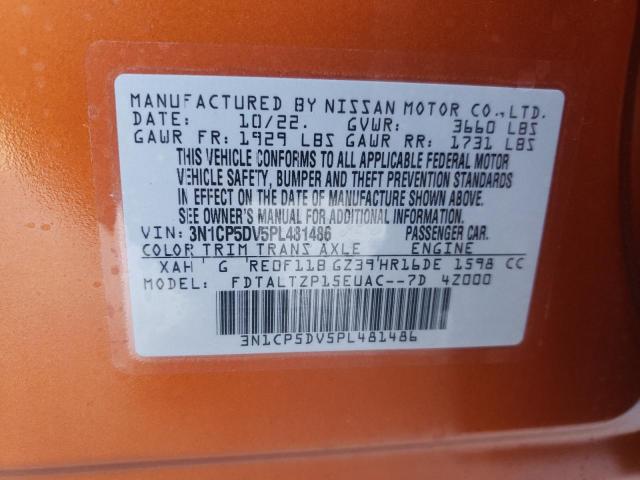 MANUFACTURED BY NISSAN MOTOR CO.,LTD.
DATE: 10/22. GVWR: 3660 LBS
GAWR FR: 1929 LBS GAWR RR: 1731 LBS
THIS VEHICLE CONFORMS TO ALL APPLICABLE FEDERAL MOTOR
VEHICLE SAFETY, BUMPER AND THEFT PREVENTION STANDARDS
IN EFFECT ON THE DATE OF MANUFACTURE SHOWN ABOVE.
SEE OWNER'S MANUAL FOR ADDITIONAL INFORMATION
VIN: 3N1CP5DV5PL481486 PASSENGER CAR.
COLOR TRIM TRANS AXLE ENGINE
XAH G RE0F11B GZ39 HR16DE 1598 CC
MODEL: FDTALTZP15EUAC--7D 4Z000
3N1CP5DV5PL481486